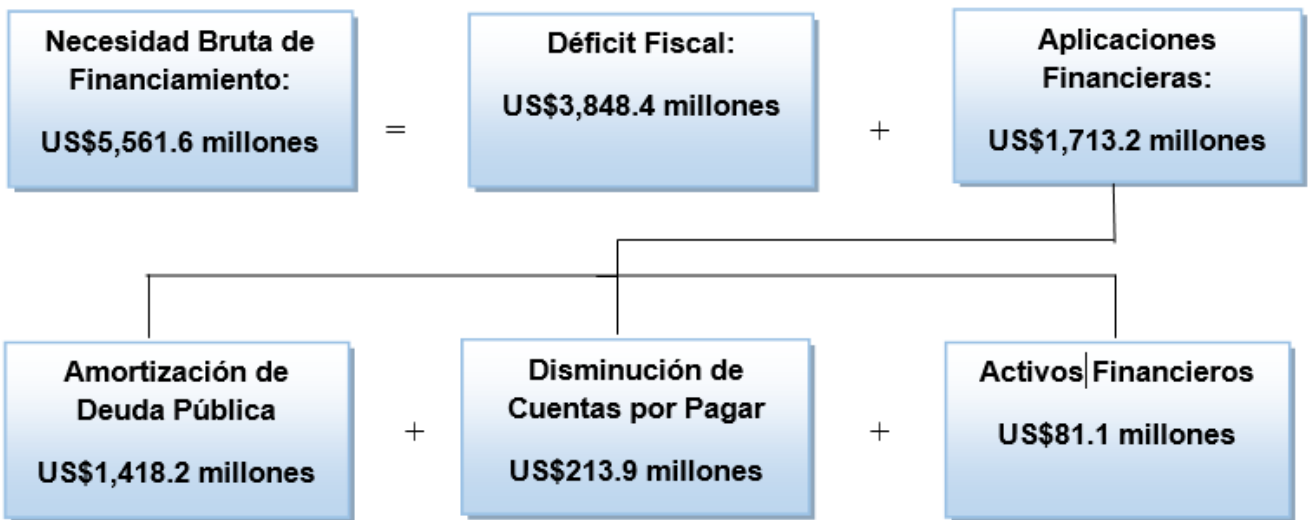 Necesidad Bruta de
Financiamiento:
US$5,561.6 millones
=
Déficit Fiscal:
US$3,848.4 millones
+
Aplicaciones
Financieras:
US$1,713.2 millones
Amortización de
Deuda Pública
US$1,418.2 millones
+
Disminución de
Cuentas por Pagar
US$213.9 millones
+
Activos Financieros
US$81.1 millones